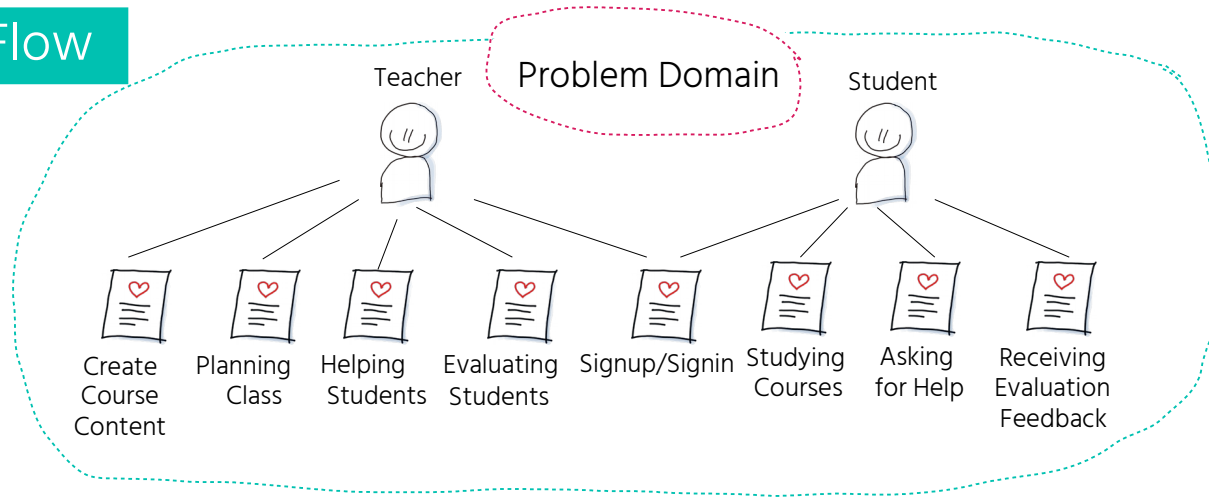 Flow
Problem Domain
Teacher
Student
Create
Course
Content
Planning
Class
Helping
Students
Evaluating
Students
Signup/Signin
Studying
Courses
Asking
for Help
Receiving
Evaluation
Feedback